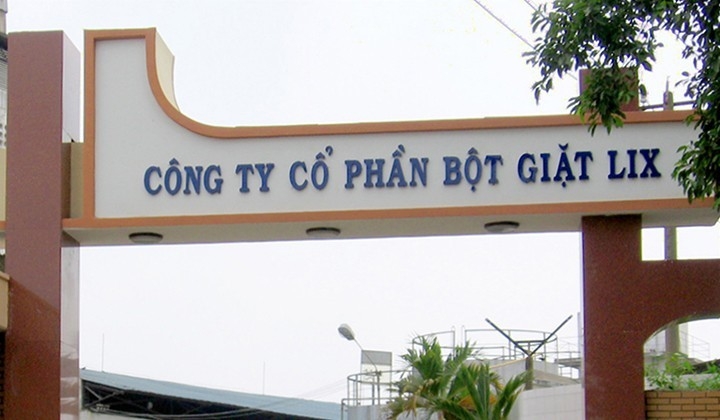 CÔNG TY CỔ PHẦN BỘT GIẶT LIX